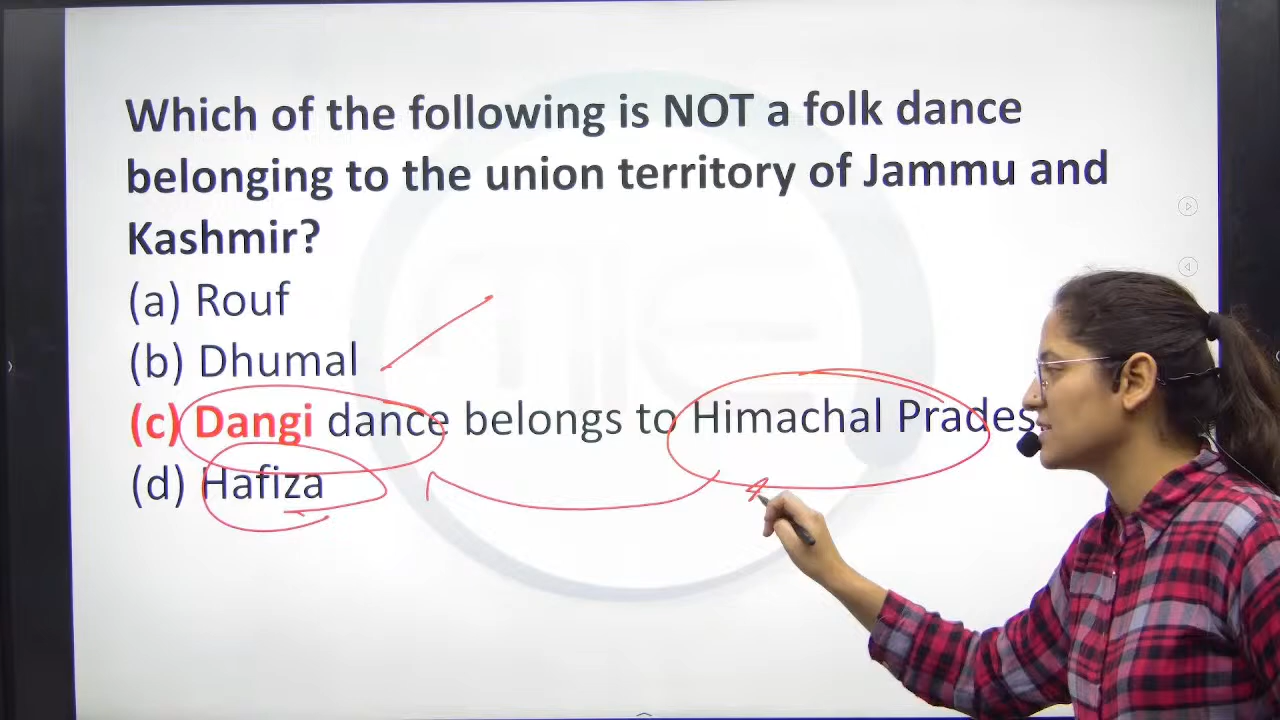 Which of the following is NOT a folk dance
belonging to the union territory of Jammu and
Kashmir?
(a) Rouf
(b) Dhumal
(c) Dangi dance belongs to Himachal Prades
(d) Hafiza